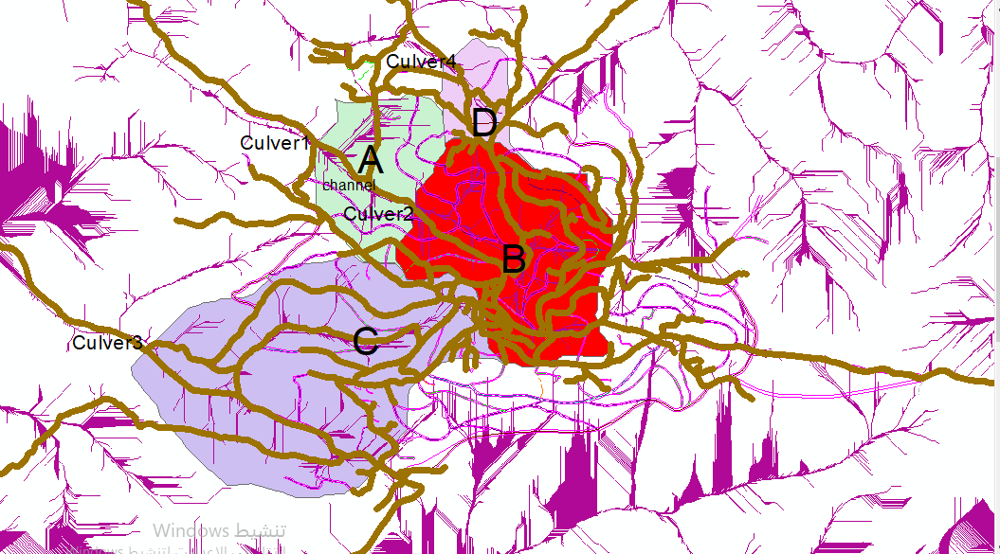 Culver4
D
Culver1
A
channel
Culver2
B
Culver3
C
تنشيط Windows